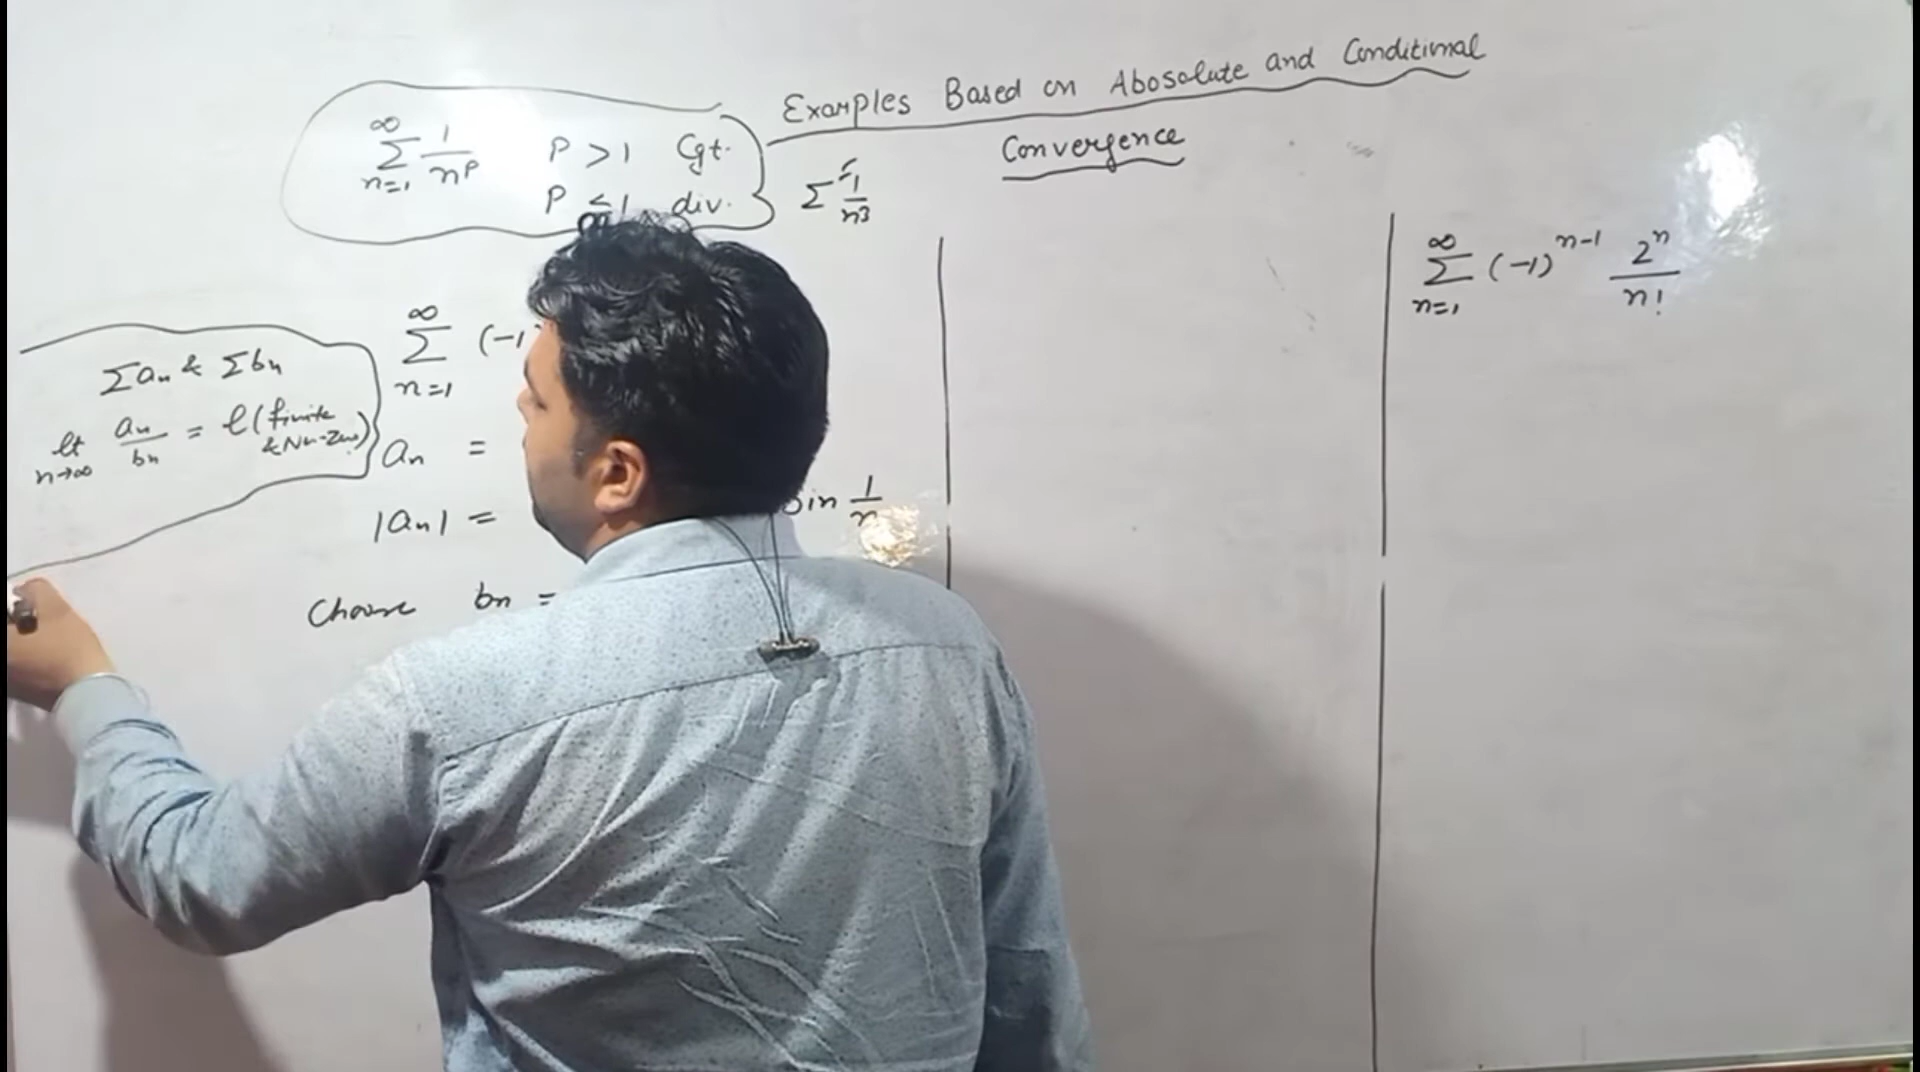 Examples Based on Abosolute and Conditional
Convergence
∞
Σ 1/n^p P > 1 Cgt.
n=1
P ≤ 1 div.
Σ 1/n³
Σan & Σbn
lt an/bn = l (finite
n→∞
& Non-Zero)
∞
Σ (-1)
n=1
an =
|an| = Sin 1/n
Choose bn =
∞
Σ (-1)^n-1 2^n/n!
n=1